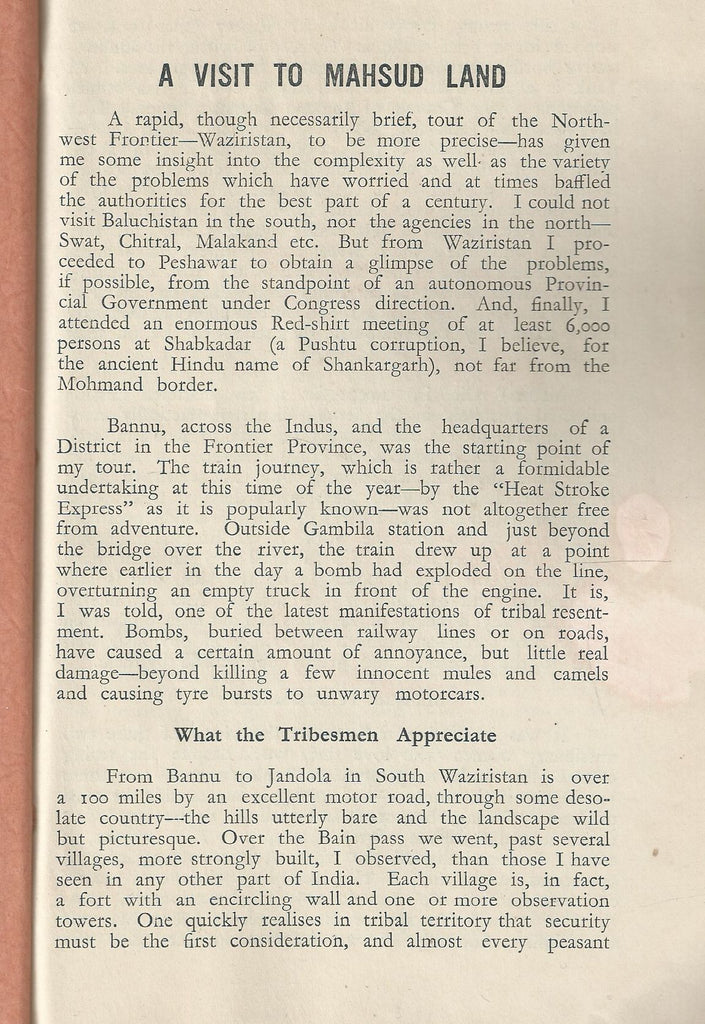 A VISIT TO MAHSUD LAND
A rapid, though necessarily brief, tour of the North-
west Frontier—Waziristan, to be more precise—has given
me some insight into the complexity as well as the variety
of the problems which have worried and at times baffled
the authorities for the best part of a century. I could not
visit Baluchistan in the south, nor the agencies in the north—
Swat, Chitral, Malakand etc. But from Waziristan I pro-
ceeded to Peshawar to obtain a glimpse of the problems,
if possible, from the standpoint of an autonomous Provin-
cial Government under Congress direction. And, finally, I
attended an enormous Red-shirt meeting of at least 6,000
persons at Shabkadar (a Pushtu corruption, I believe, for
the ancient Hindu name of Shankargarh), not far from the
Mohmand border.
Bannu, across the Indus, and the headquarters of a
District in the Frontier Province, was the starting point of
my tour. The train journey, which is rather a formidable
undertaking at this time of the year—by the “Heat Stroke
Express” as it is popularly known—was not altogether free
from adventure. Outside Gambila station and just beyond
the bridge over the river, the train drew up at a point
where earlier in the day a bomb had exploded on the line,
overturning an empty truck in front of the engine. It is,
I was told, one of the latest manifestations of tribal resent-
ment. Bombs, buried between railway lines or on roads,
have caused a certain amount of annoyance, but little real
damage—beyond killing a few innocent mules and camels
and causing tyre bursts to unwary motorcars.
What the Tribesmen Appreciate
From Bannu to Jandola in South Waziristan is over
a 100 miles by an excellent motor road, through some deso-
late country—the hills utterly bare and the landscape wild
but picturesque. Over the Bain pass we went, past several
villages, more strongly built, I observed, than those I have
seen in any other part of India. Each village is, in fact,
a fort with an encircling wall and one or more observation
towers. One quickly realises in tribal territory that security
must be the first consideration, and almost every peasant